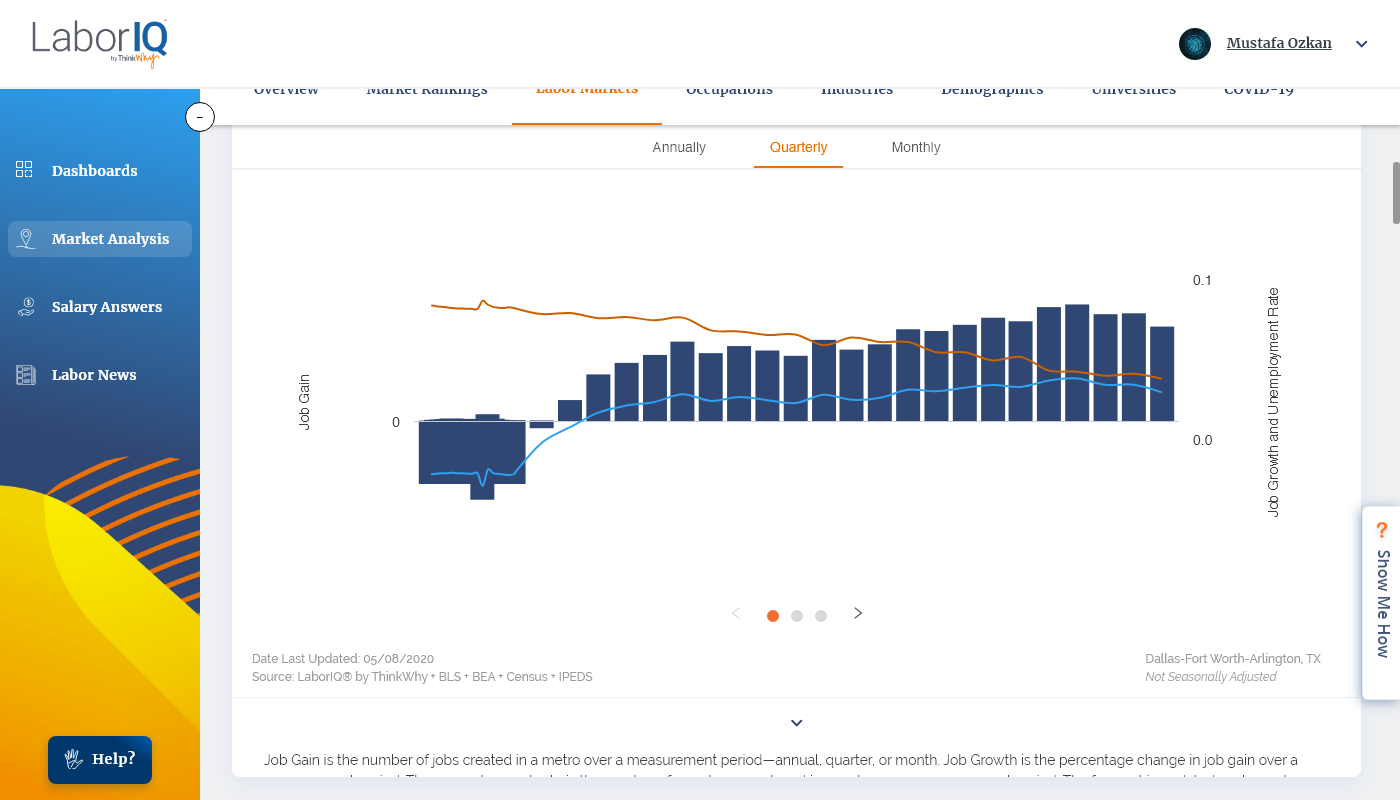 LaborIQ
by ThinkWhy
Mustafa Ozkan
Overview Market Rankings Labor Markets Occupations Industries Demographics Universities COVID-19
-
Annually Quarterly Monthly
Dashboards
Market Analysis
Salary Answers
Labor News
Job Gain
0
0.1
0.0
Job Growth and Unemployment Rate
? Show Me How
Date Last Updated: 05/08/2020
Source: LaborIQ® by ThinkWhy + BLS + BEA + Census + IPEDS
Dallas-Fort Worth-Arlington, TX
Not Seasonally Adjusted
Help?
Job Gain is the number of jobs created in a metro over a measurement period—annual, quarter, or month. Job Growth is the percentage change in job gain over a